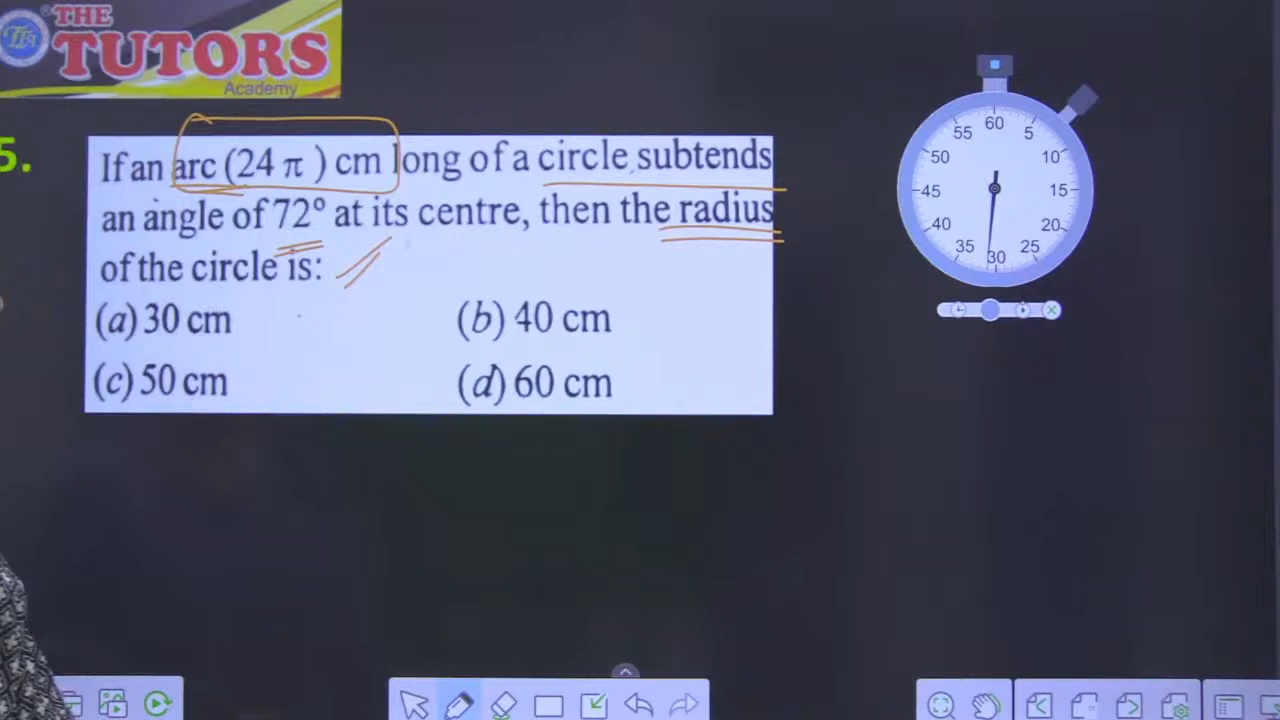 THE
TUTORS
Academy
5.
If an arc (24 π ) cm long of a circle subtends
an angle of 72° at its centre, then the radius
of the circle is:
(a) 30 cm
(b) 40 cm
(c) 50 cm
(d) 60 cm
60
5
10
15
20
25
30
35
40
45
50
55